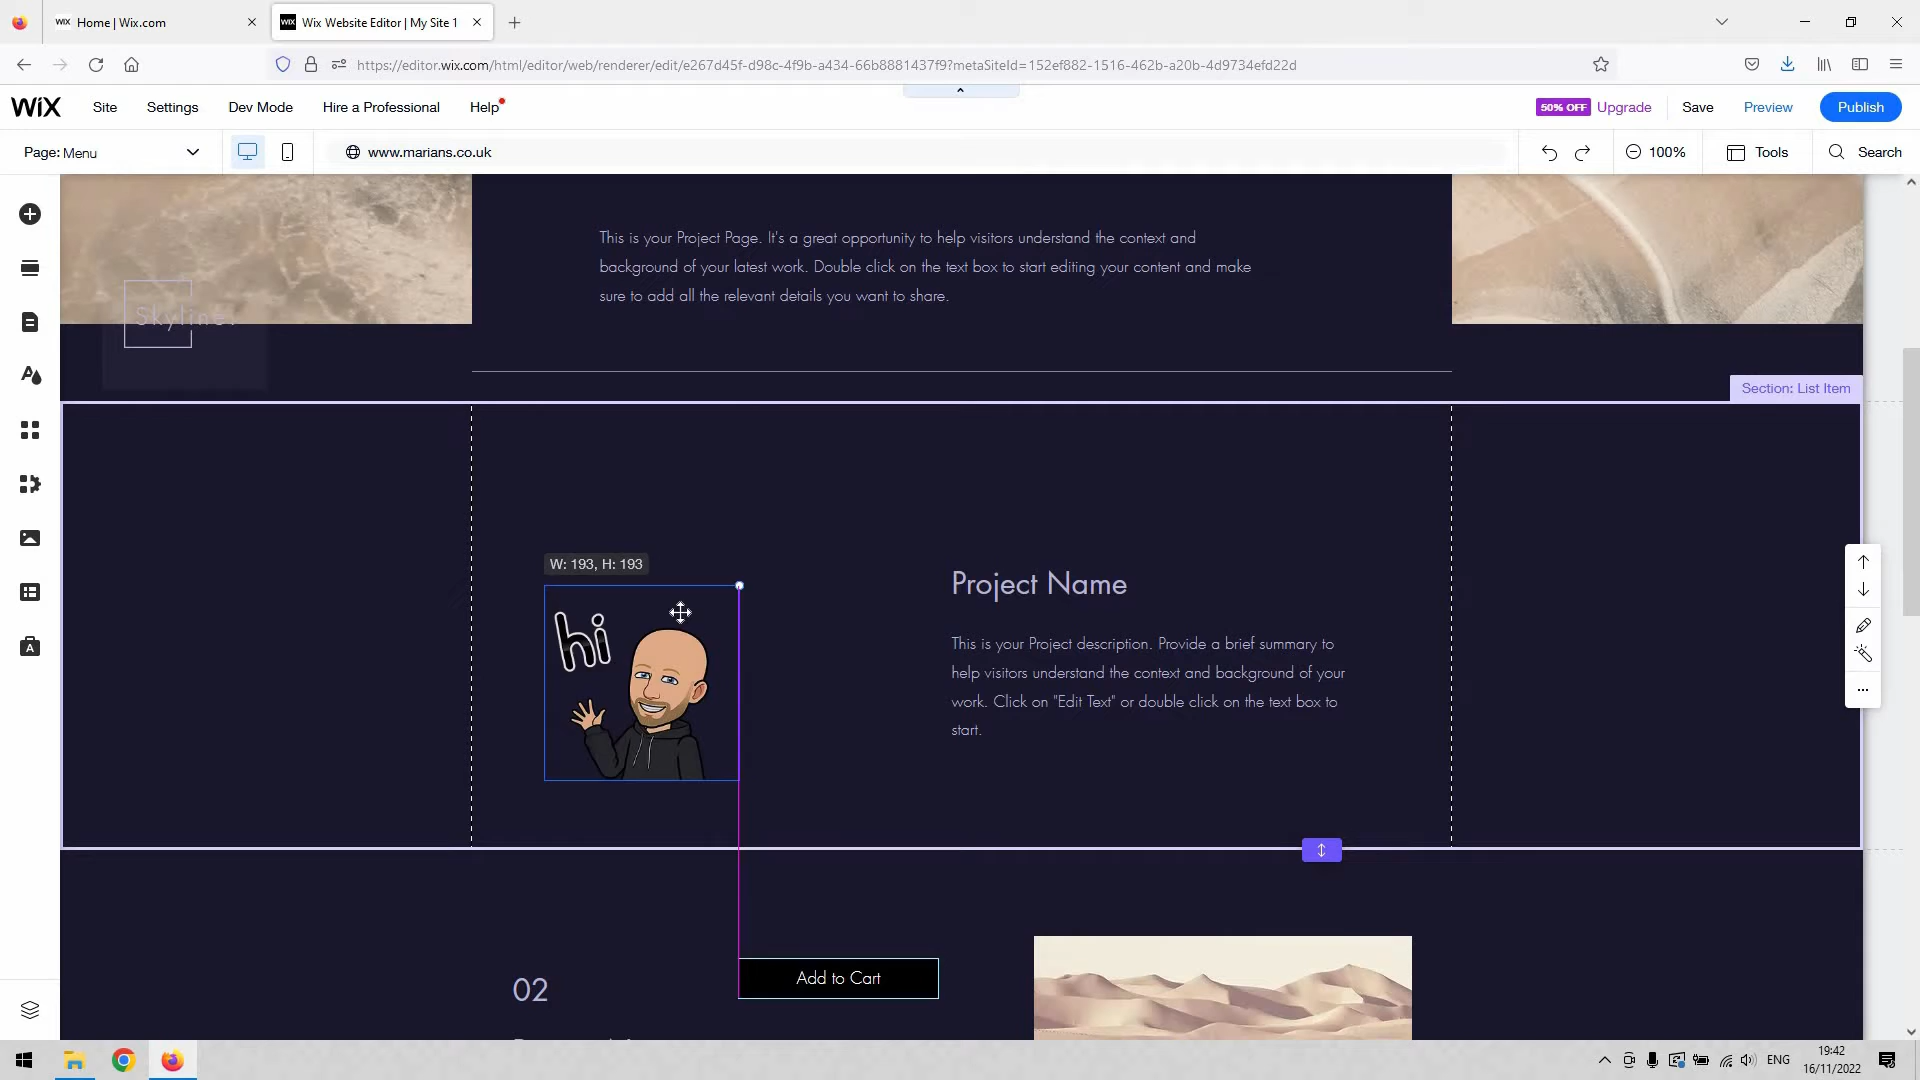 WiX Home | Wix.com
WiX Wix Website Editor | My Site 1
https://editor.wix.com/html/editor/web/renderer/edit/e267d45f-d98c-4f9b-a434-66b8881437f9?metaSiteId=152ef882-1516-462b-a20b-4d9734efd22d
WiX Site Settings Dev Mode Hire a Professional Help 50% OFF Upgrade Save Preview Publish
Page: Menu www.marians.co.uk 100% Tools Search
This is your Project Page. It's a great opportunity to help visitors understand the context and
background of your latest work. Double click on the text box to start editing your content and make
sure to add all the relevant details you want to share.
Skyline.
Section: List Item
W: 193, H: 193
hi
Project Name
This is your Project description. Provide a brief summary to
help visitors understand the context and background of your
work. Click on "Edit Text" or double click on the text box to
start.
Add to Cart
02
A
ENG
19:42
16/11/2022